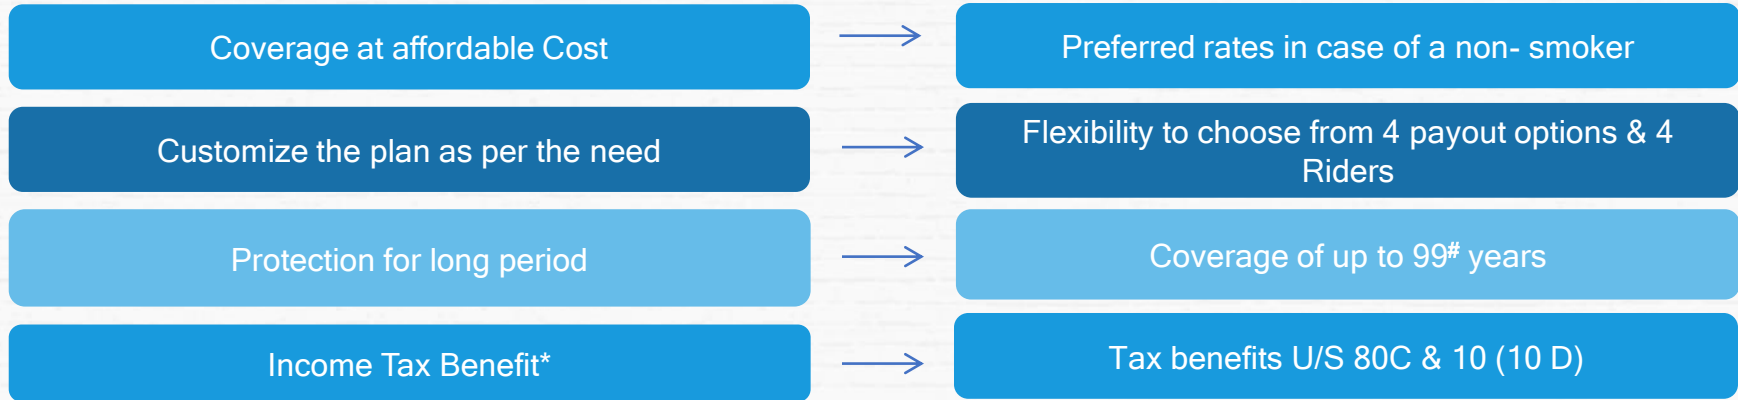 Coverage at affordable Cost
Preferred rates in case of a non- smoker
Customize the plan as per the need
Flexibility to choose from 4 payout options & 4
Riders
Protection for long period
Coverage of up to 99# years
Income Tax Benefit*
Tax benefits U/S 80C & 10 (10 D)